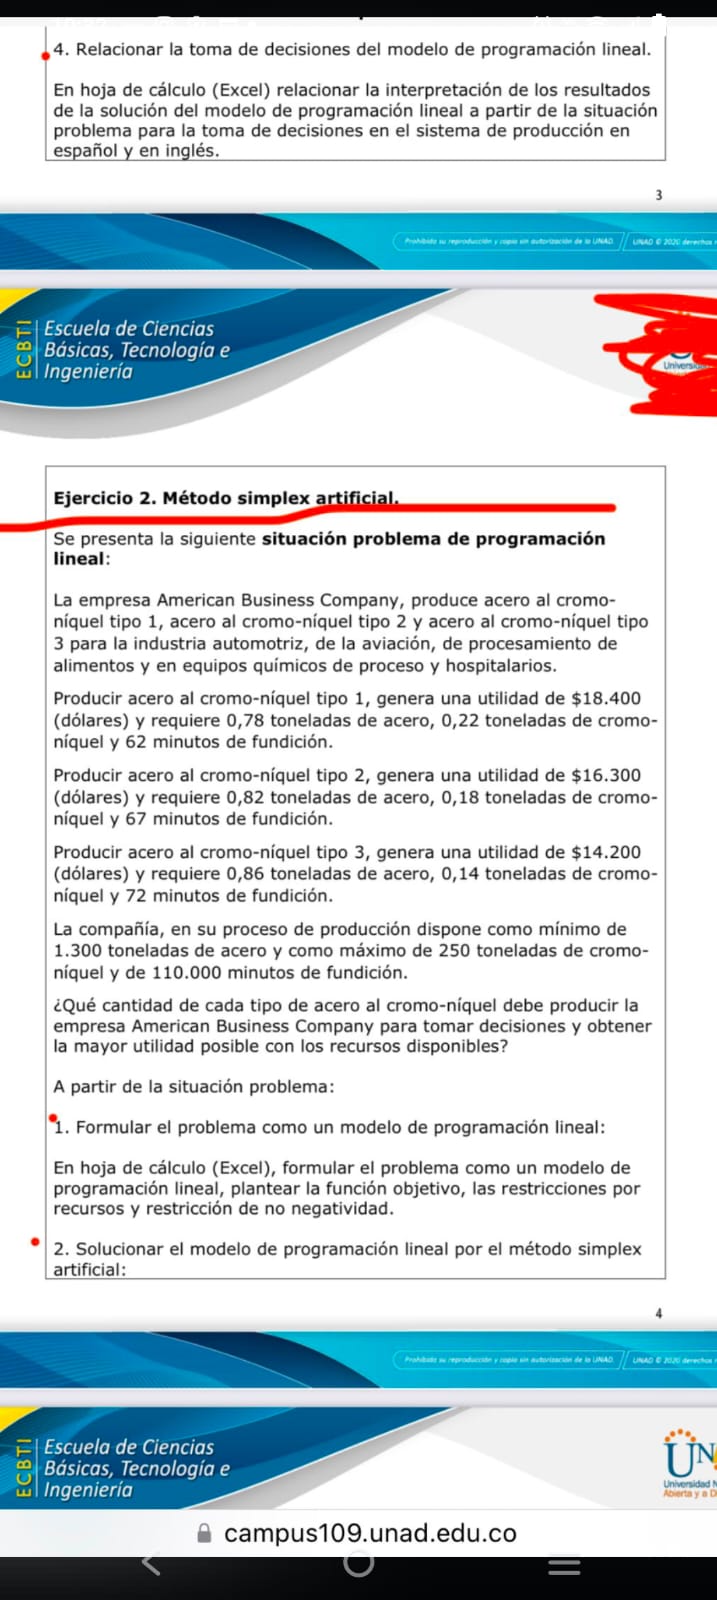 4. Relacionar la toma de decisiones del modelo de programación lineal.
En hoja de cálculo (Excel) relacionar la interpretación de los resultados
de la solución del modelo de programación lineal a partir de la situación
problema para la toma de decisiones en el sistema de producción en
español y en inglés.
3
Prohibida su reproducción y copia sin autorización de la UNAD.
UNAD © 2020 derechos
ECBTI
Escuela de Ciencias
Básicas, Tecnología e
Ingeniería
Ejercicio 2. Método simplex artificial.
Se presenta la siguiente situación problema de programación
lineal:
La empresa American Business Company, produce acero al cromo-
níquel tipo 1, acero al cromo-níquel tipo 2 y acero al cromo-níquel tipo
3 para la industria automotriz, de la aviación, de procesamiento de
alimentos y en equipos químicos de proceso y hospitalarios.
Producir acero al cromo-níquel tipo 1, genera una utilidad de $18.400
(dólares) y requiere 0,78 toneladas de acero, 0,22 toneladas de cromo-
níquel y 62 minutos de fundición.
Producir acero al cromo-níquel tipo 2, genera una utilidad de $16.300
(dólares) y requiere 0,82 toneladas de acero, 0,18 toneladas de cromo-
níquel y 67 minutos de fundición.
Producir acero al cromo-níquel tipo 3, genera una utilidad de $14.200
(dólares) y requiere 0,86 toneladas de acero, 0,14 toneladas de cromo-
níquel y 72 minutos de fundición.
La compañía, en su proceso de producción dispone como mínimo de
1.300 toneladas de acero y como máximo de 250 toneladas de cromo-
níquel y de 110.000 minutos de fundición.
¿Qué cantidad de cada tipo de acero al cromo-níquel debe producir la
empresa American Business Company para tomar decisiones y obtener
la mayor utilidad posible con los recursos disponibles?
A partir de la situación problema:
1. Formular el problema como un modelo de programación lineal:
En hoja de cálculo (Excel), formular el problema como un modelo de
programación lineal, plantear la función objetivo, las restricciones por
recursos y restricción de no negatividad.
2. Solucionar el modelo de programación lineal por el método simplex
artificial:
4
Prohibida su reproducción y copia sin autorización de la UNAD.
UNAD © 2020 derechos
ECBTI
Escuela de Ciencias
Básicas, Tecnología e
Ingeniería
UN
Universidad N
Abierta y a D
campus109.unad.edu.co